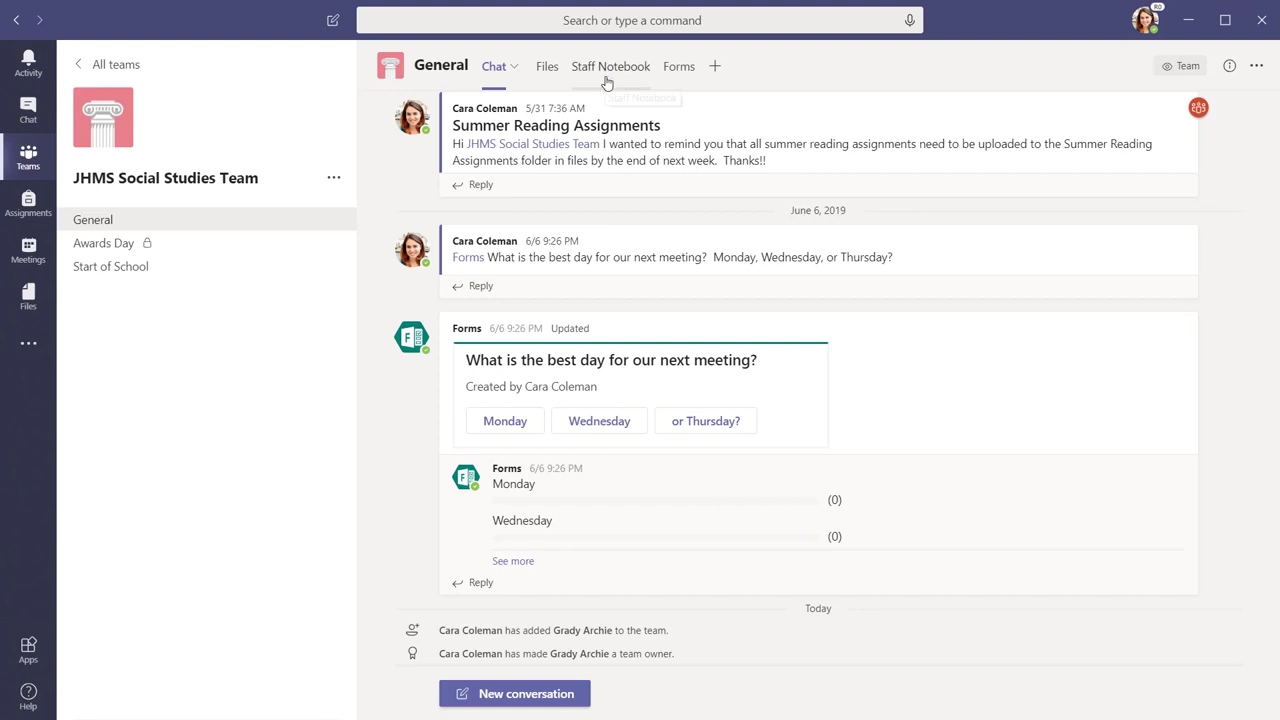 Search or type a command
RO
Activity
Chat
Teams
Assignments
Meetings
Files
Apps
Help
All teams
JHMS Social Studies Team
General
Awards Day
Start of School
General
Chat
Files
Staff Notebook
Forms
Team
Staff Notebook
Cara Coleman 5/31 7:36 AM
Summer Reading Assignments
Hi JHMS Social Studies Team I wanted to remind you that all summer reading assignments need to be uploaded to the Summer Reading
Assignments folder in files by the end of next week. Thanks!!
Reply
June 6, 2019
Cara Coleman 6/6 9:26 PM
Forms What is the best day for our next meeting? Monday, Wednesday, or Thursday?
Reply
Forms 6/6 9:26 PM Updated
What is the best day for our next meeting?
Created by Cara Coleman
Monday
Wednesday
or Thursday?
Forms 6/6 9:26 PM
Monday
(0)
Wednesday
(0)
See more
Reply
Today
Cara Coleman has added Grady Archie to the team.
Cara Coleman has made Grady Archie a team owner.
New conversation